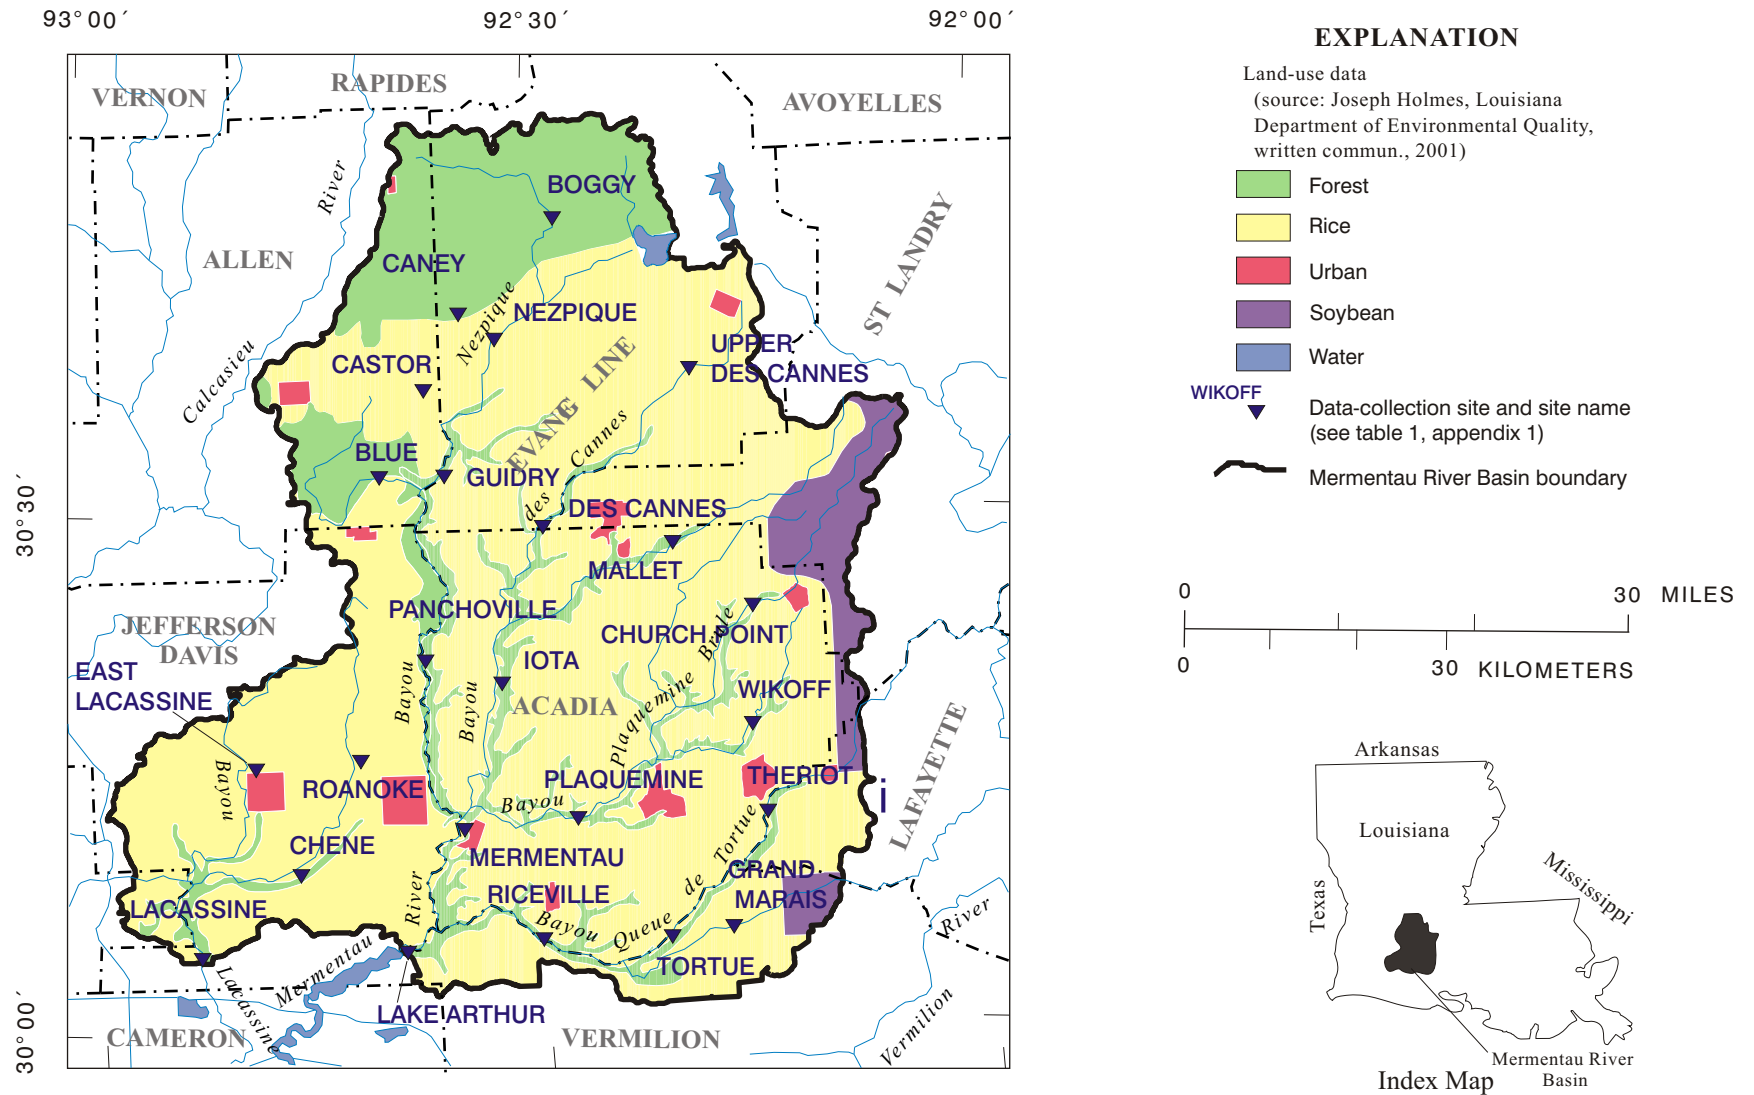 93°00´
92°30´
92°00´
VERNON
RAPIDES
AVOYELLES
BOGGY
River
ALLEN
CANEY
ST LANDRY
NEZPIQUE
Nezpique
UPPER
DES CANNES
CASTOR
Calcasieu
EVANGELINE
Cannes
des
BLUE
GUIDRY
30°30´
DES CANNES
MALLET
PANCHOVILLE
CHURCH POINT
Brule
JEFFERSON
DAVIS
EAST
LACASSINE
IOTA
Bayou
Bayou
ACADIA
Plaquemine
WIKOFF
LAFAYETTE
Bayou
ROANOKE
PLAQUEMINE
THERIOT
i
Bayou
Tortue
CHENE
MERMENTAU
GRAND
MARAIS
de
RICEVILLE
River
LACASSINE
Bayou
Queue
River
Mermentau
TORTUE
Lacassine
LAKE ARTHUR
CAMERON
VERMILION
Vermilion
30°00´
EXPLANATION
Land-use data
(source: Joseph Holmes, Louisiana
Department of Environmental Quality,
written commun., 2001)
Forest
Rice
Urban
Soybean
Water
WIKOFF
Data-collection site and site name
(see table 1, appendix 1)
Mermentau River Basin boundary
0
30 MILES
0
30 KILOMETERS
Arkansas
Louisiana
Mississippi
Texas
Mermentau River
Basin
Index Map